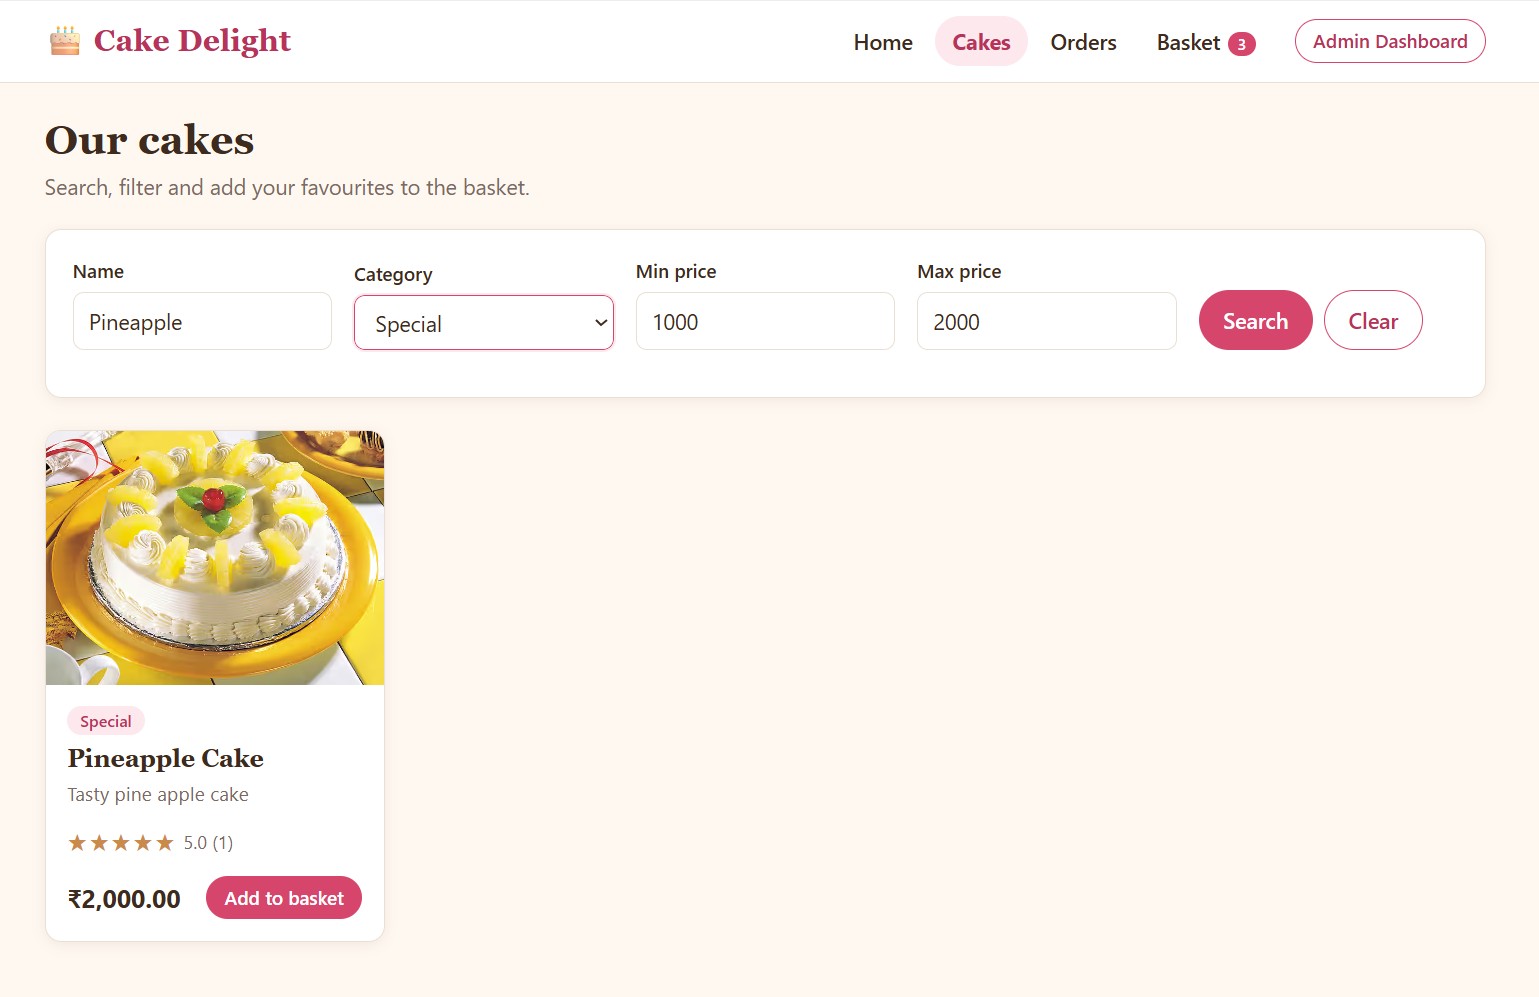 Cake Delight
Home Cakes Orders Basket 3 Admin Dashboard
Our cakes
Search, filter and add your favourites to the basket.
Name Category Min price Max price
Pineapple Special 1000 2000 Search Clear
Special
Pineapple Cake
Tasty pine apple cake
★★★★★ 5.0 (1)
₹2,000.00 Add to basket